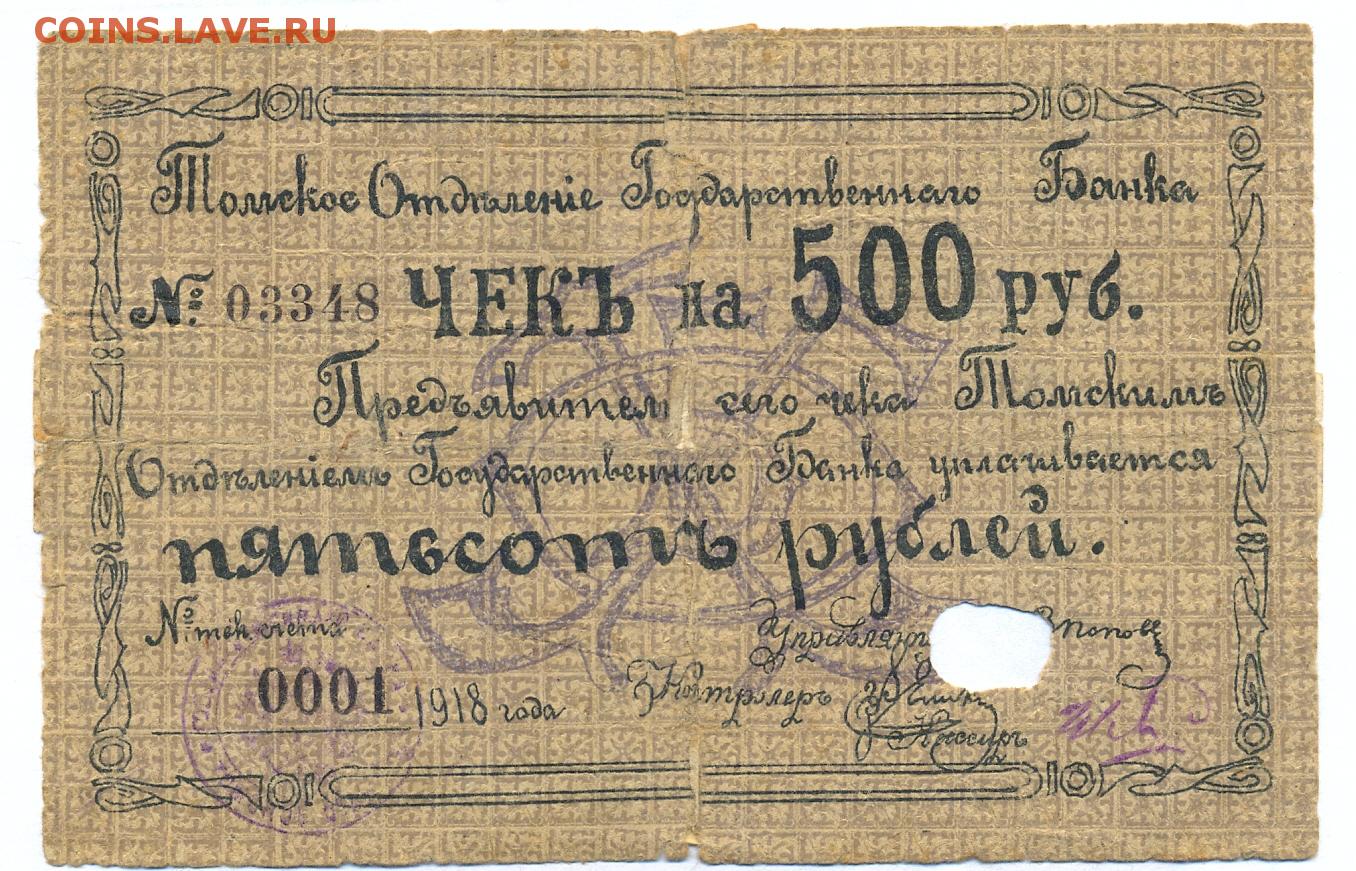 COINS.LAVE.RU
Томское Отдѣленіе Государственнаго Банка
№ 03348 ЧЕКЪ на 500 руб.
Предъявителю сего чека Томскимъ
Отдѣленіемъ Государственнаго Банка уплачивается
пятьсотъ рублей.
№ тек. счета
0001 1918 года
Контролеръ
Кассиръ